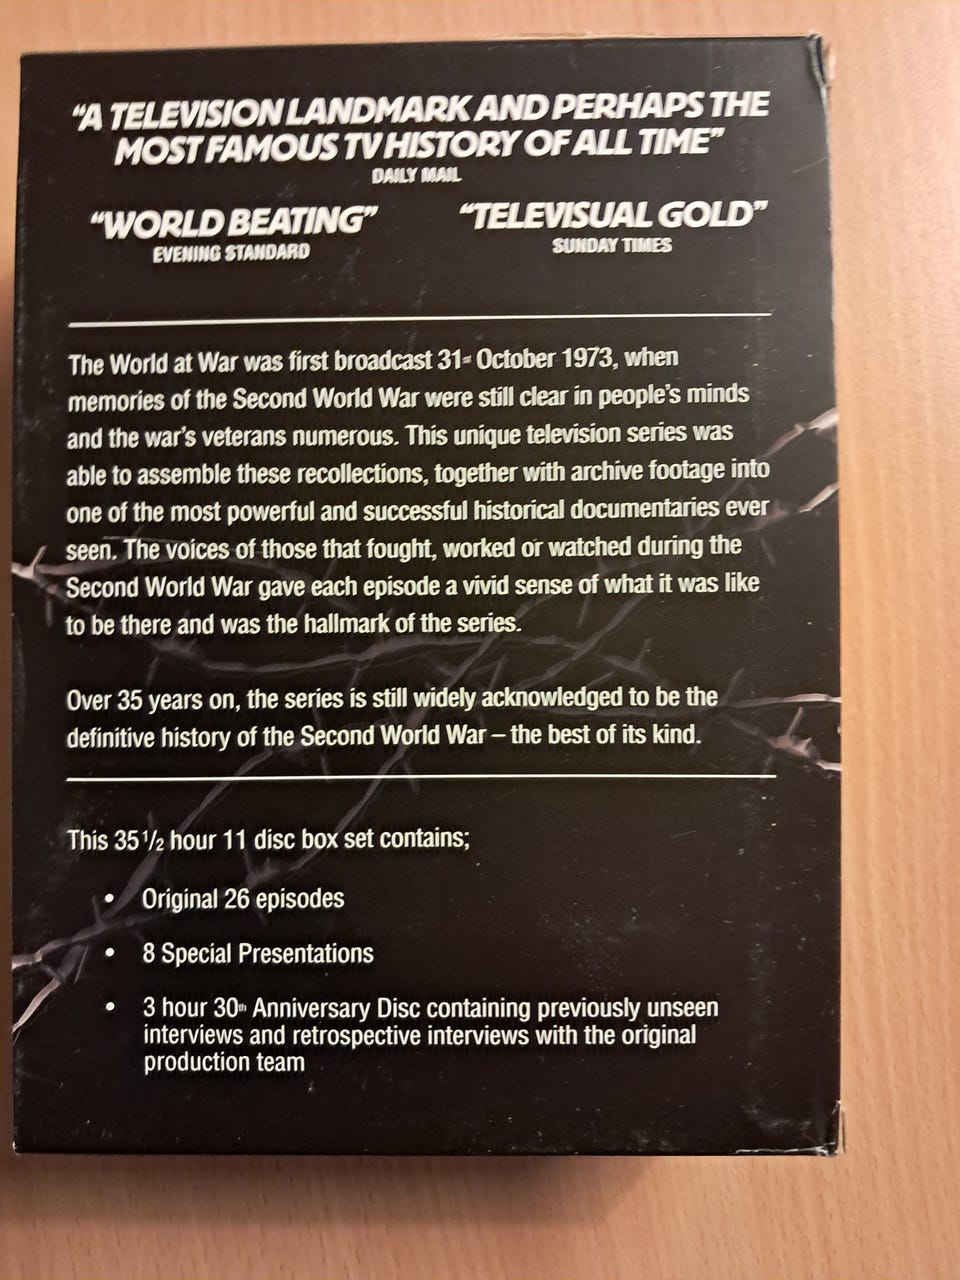 “A TELEVISION LANDMARK AND PERHAPS THE
MOST FAMOUS TV HISTORY OF ALL TIME”
DAILY MAIL
“WORLD BEATING”
EVENING STANDARD
“TELEVISUAL GOLD”
SUNDAY TIMES
The World at War was first broadcast 31st October 1973, when
memories of the Second World War were still clear in people's minds
and the war's veterans numerous. This unique television series was
able to assemble these recollections, together with archive footage into
one of the most powerful and successful historical documentaries ever
seen. The voices of those that fought, worked or watched during the
Second World War gave each episode a vivid sense of what it was like
to be there and was the hallmark of the series.
Over 35 years on, the series is still widely acknowledged to be the
definitive history of the Second World War – the best of its kind.
This 35 1/2 hour 11 disc box set contains;
• Original 26 episodes
• 8 Special Presentations
• 3 hour 30th Anniversary Disc containing previously unseen
interviews and retrospective interviews with the original
production team